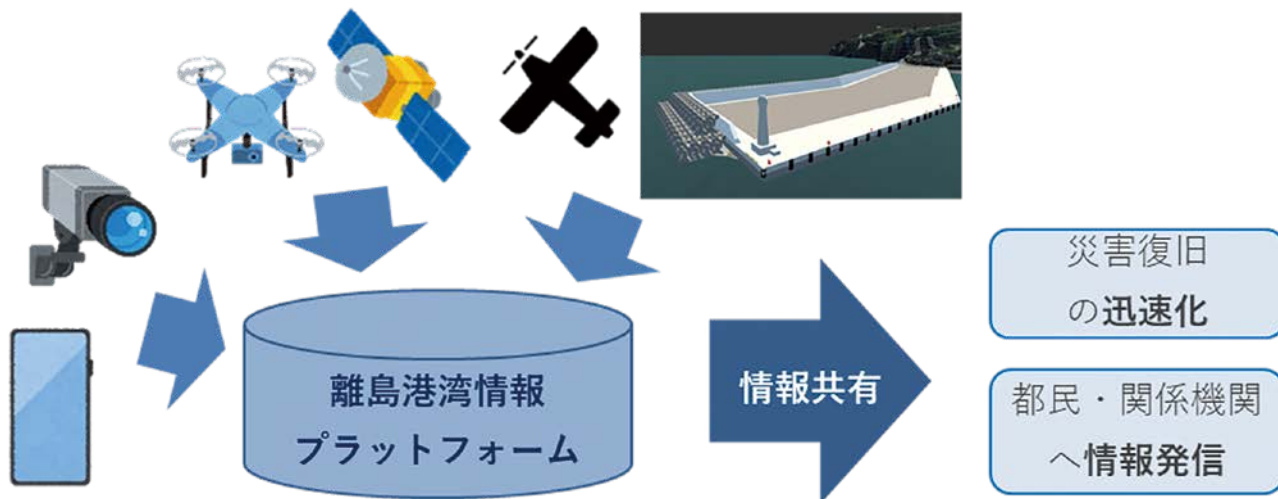 離島港湾情報
プラットフォーム
情報共有
災害復旧
の迅速化
都民・関係機関
へ情報発信